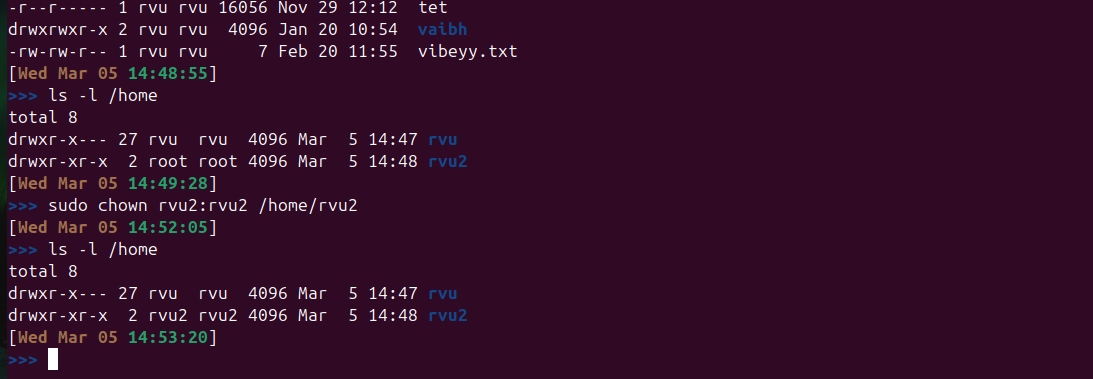 -r--r----- 1 rvu rvu 16056 Nov 29 12:12 tet
drwxrwxr-x 2 rvu rvu  4096 Jan 20 10:54 vaibh
-rw-rw-r-- 1 rvu rvu     7 Feb 20 11:55 vibeyy.txt
[Wed Mar 05 14:48:55]
>>> ls -l /home
total 8
drwxr-x--- 27 rvu  rvu  4096 Mar  5 14:47 rvu
drwxr-xr-x  2 root root 4096 Mar  5 14:48 rvu2
[Wed Mar 05 14:49:28]
>>> sudo chown rvu2:rvu2 /home/rvu2
[Wed Mar 05 14:52:05]
>>> ls -l /home
total 8
drwxr-x--- 27 rvu  rvu  4096 Mar  5 14:47 rvu
drwxr-xr-x  2 rvu2 rvu2 4096 Mar  5 14:48 rvu2
[Wed Mar 05 14:53:20]
>>>